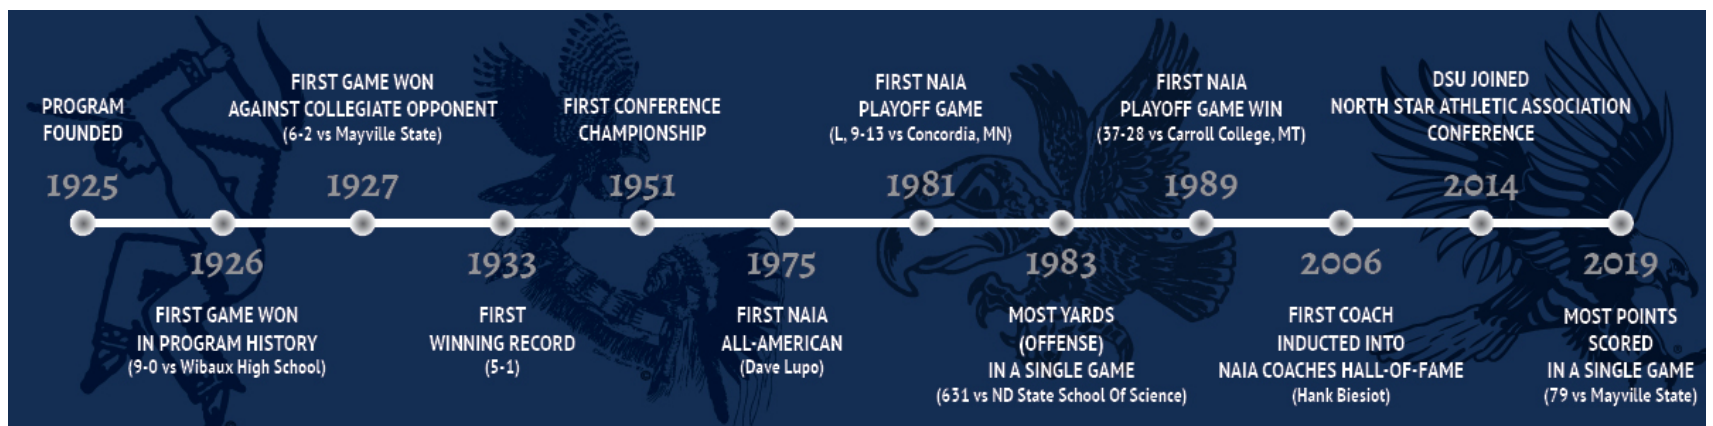 PROGRAM
FOUNDED
1925
1926
FIRST GAME WON
IN PROGRAM HISTORY
(9-0 vs Wibaux High School)
FIRST GAME WON
AGAINST COLLEGIATE OPPONENT
(6-2 vs Mayville State)
1927
1933
FIRST
WINNING RECORD
(5-1)
FIRST CONFERENCE
CHAMPIONSHIP
1951
1975
FIRST NAIA
ALL-AMERICAN
(Dave Lupo)
FIRST NAIA
PLAYOFF GAME
(L, 9-13 vs Concordia, MN)
1981
1983
MOST YARDS
(OFFENSE)
IN A SINGLE GAME
(631 vs ND State School Of Science)
FIRST NAIA
PLAYOFF GAME WIN
(37-28 vs Carroll College, MT)
1989
2006
FIRST COACH
INDUCTED INTO
NAIA COACHES HALL-OF-FAME
(Hank Biesiot)
DSU JOINED
NORTH STAR ATHLETIC ASSOCIATION
CONFERENCE
2014
2019
MOST POINTS
SCORED
IN A SINGLE GAME
(79 vs Mayville State)